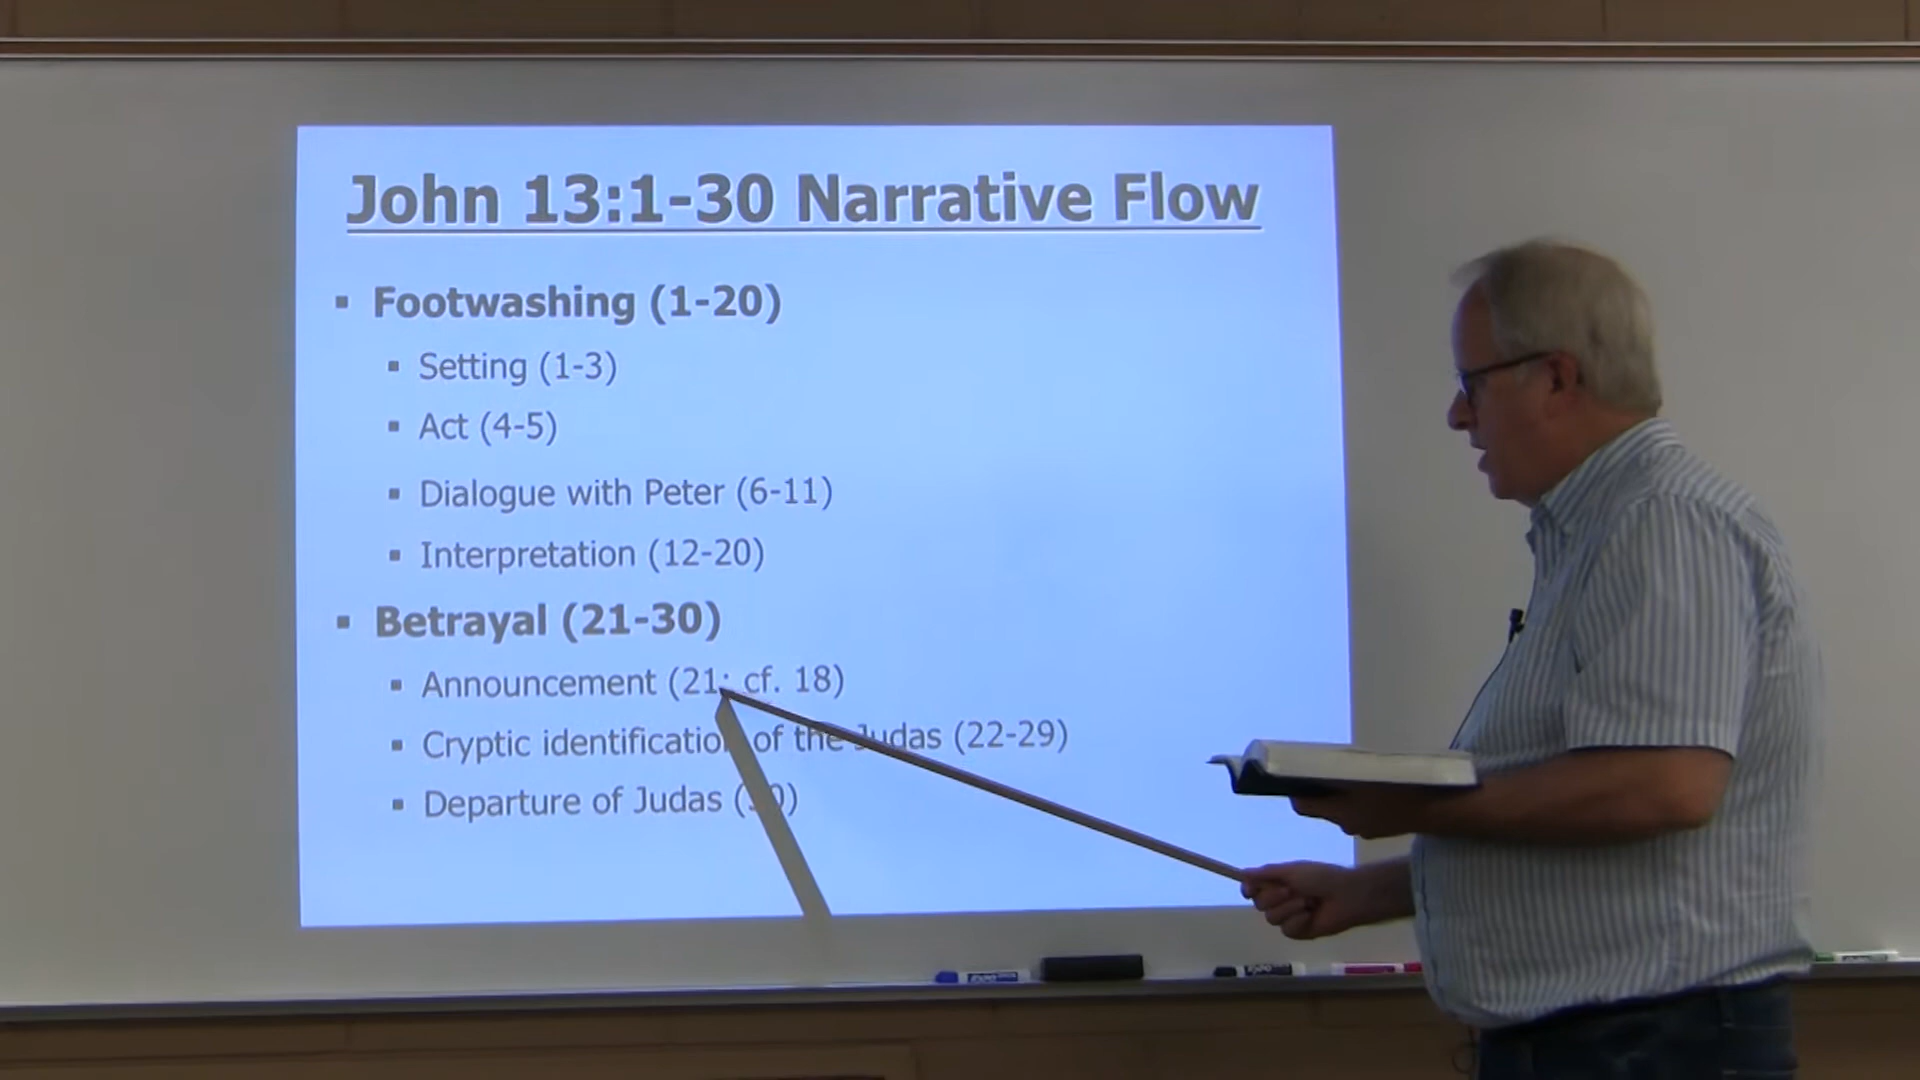 John 13:1-30 Narrative Flow
Footwashing (1-20)
Setting (1-3)
Act (4-5)
Dialogue with Peter (6-11)
Interpretation (12-20)
Betrayal (21-30)
Announcement (21; cf. 18)
Cryptic identification of the Judas (22-29)
Departure of Judas (30)